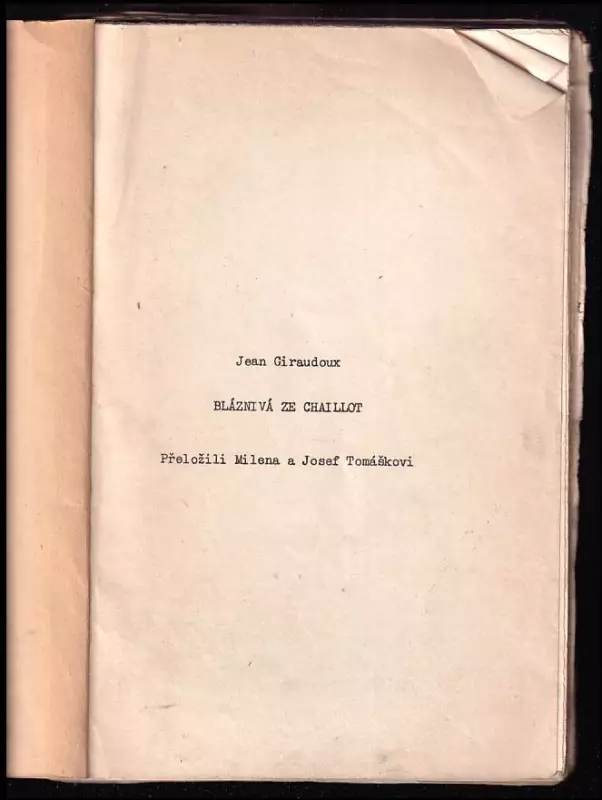 Jean Giraudoux
BLÁZNIVÁ ZE CHAILLOT
Přeložili Milena a Josef Tomáškovi